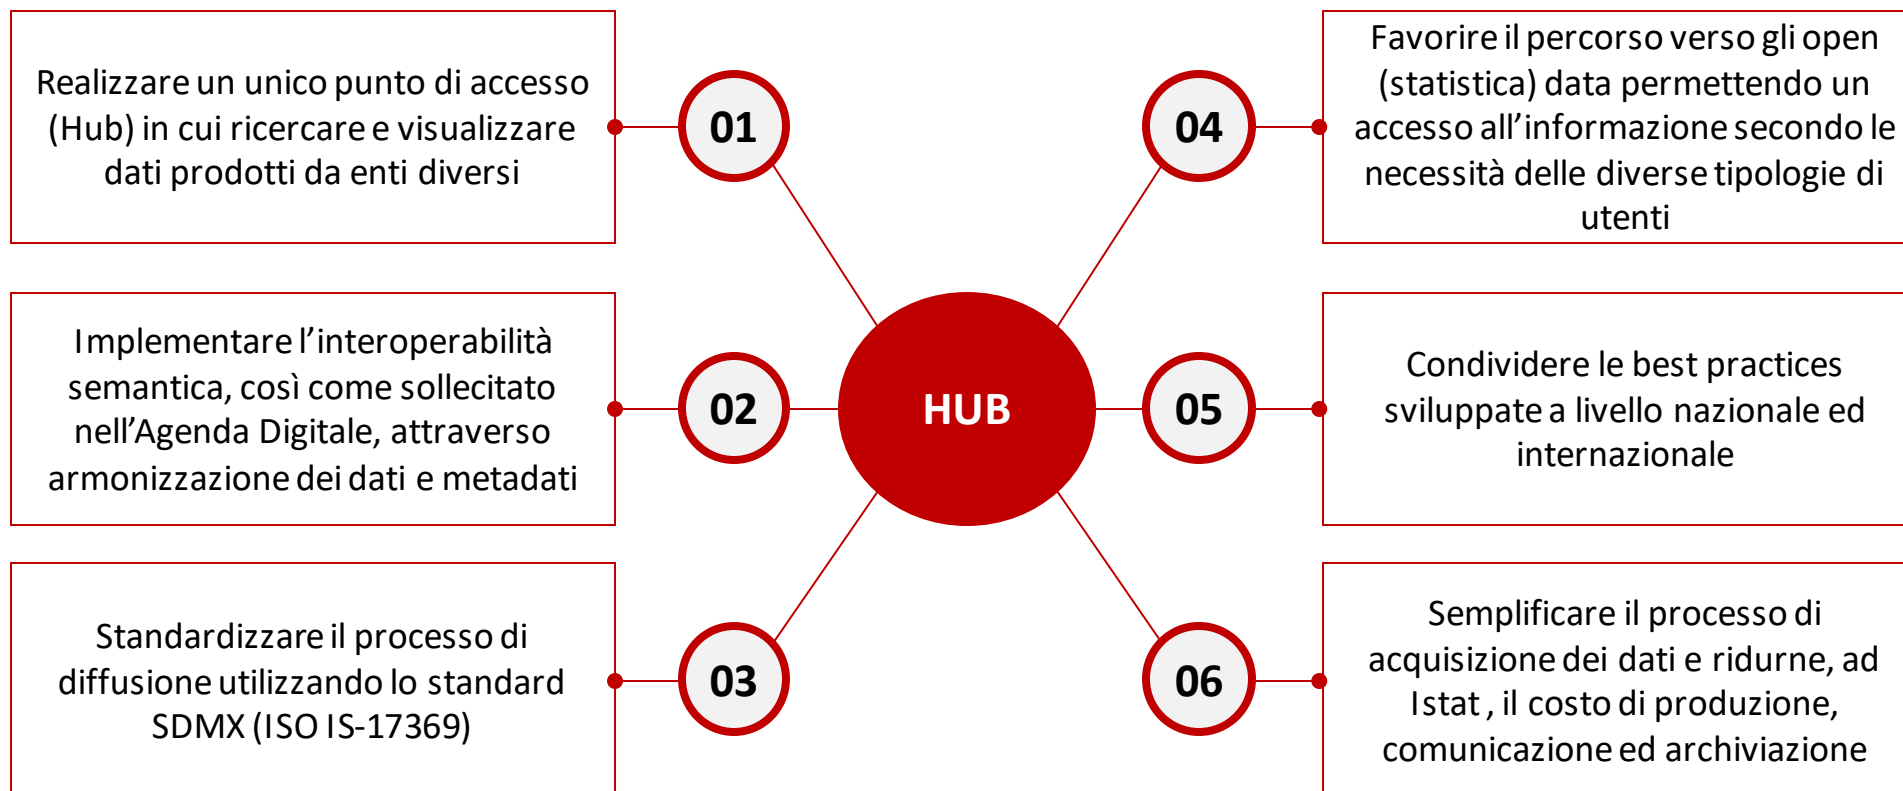 Realizzare un unico punto di accesso
(Hub) in cui ricercare e visualizzare
dati prodotti da enti diversi
01
Implementare l’interoperabilità
semantica, così come sollecitato
nell’Agenda Digitale, attraverso
armonizzazione dei dati e metadati
02
Standardizzare il processo di
diffusione utilizzando lo standard
SDMX (ISO IS-17369)
03
HUB
04
Favorire il percorso verso gli open
(statistica) data permettendo un
accesso all’informazione secondo le
necessità delle diverse tipologie di
utenti
05
Condividere le best practices
sviluppate a livello nazionale ed
internazionale
06
Semplificare il processo di
acquisizione dei dati e ridurne, ad
Istat , il costo di produzione,
comunicazione ed archiviazione